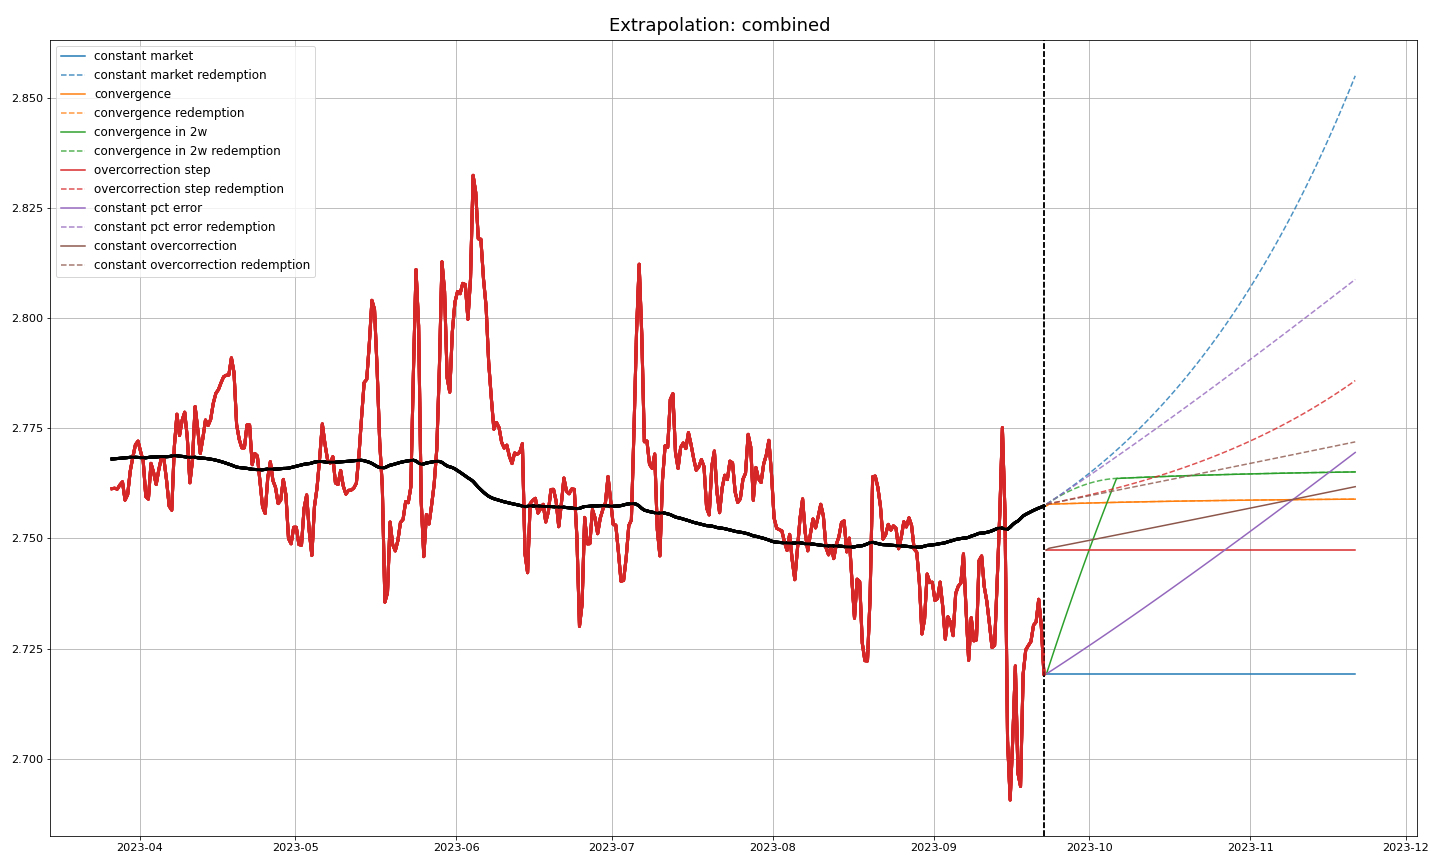 Extrapolation: combined
constant market
constant market redemption
convergence
convergence redemption
convergence in 2w
convergence in 2w redemption
overcorrection step
overcorrection step redemption
constant pct error
constant pct error redemption
constant overcorrection
constant overcorrection redemption
2.850
2.825
2.800
2.775
2.750
2.725
2.700
2023-04 2023-05 2023-06 2023-07 2023-08 2023-09 2023-10 2023-11 2023-12